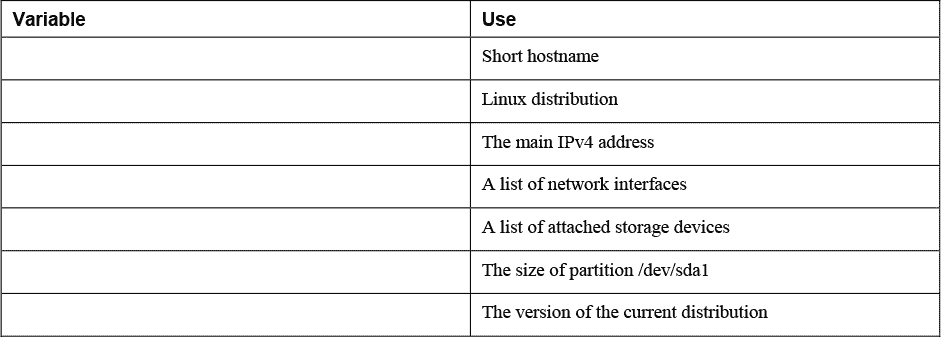 Variable Use
Short hostname
Linux distribution
The main IPv4 address
A list of network interfaces
A list of attached storage devices
The size of partition /dev/sda1
The version of the current distribution